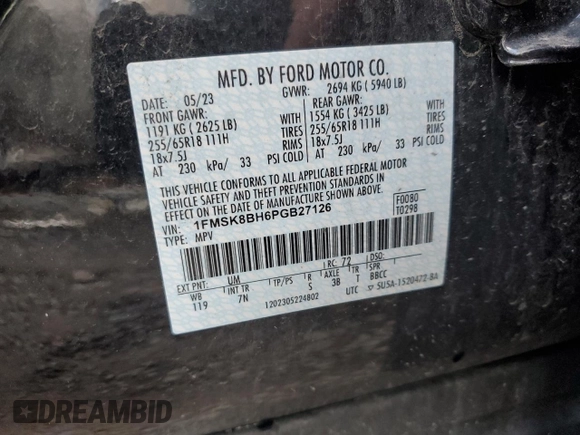 MFD. BY FORD MOTOR CO.
DATE: 05/23 GVWR: 2694 KG ( 5940 LB)
FRONT GAWR: REAR GAWR:
1191 KG ( 2625 LB) WITH 1554 KG ( 3425 LB) WITH
255/65R18 111H TIRES 255/65R18 111H TIRES
18x7.5J RIMS 18x7.5J RIMS
AT 230 kPa/ 33 PSI COLD AT 230 kPa/ 33 PSI COLD
THIS VEHICLE CONFORMS TO ALL APPLICABLE FEDERAL MOTOR
VEHICLE SAFETY AND THEFT PREVENTION STANDARDS IN
EFFECT ON THE DATE OF MANUFACTURE SHOWN ABOVE.
VIN: 1FMSK8BH6PGB27126 F0080
TYPE: MPV T0298
EXT PNT: UM RC: 72 DSO:
WB INT TR TP/PS R AXLE TR SPR
119 7N S 3B T BBCC
1202305224802 UTC SU5A-1520472-BA
DREAMBID